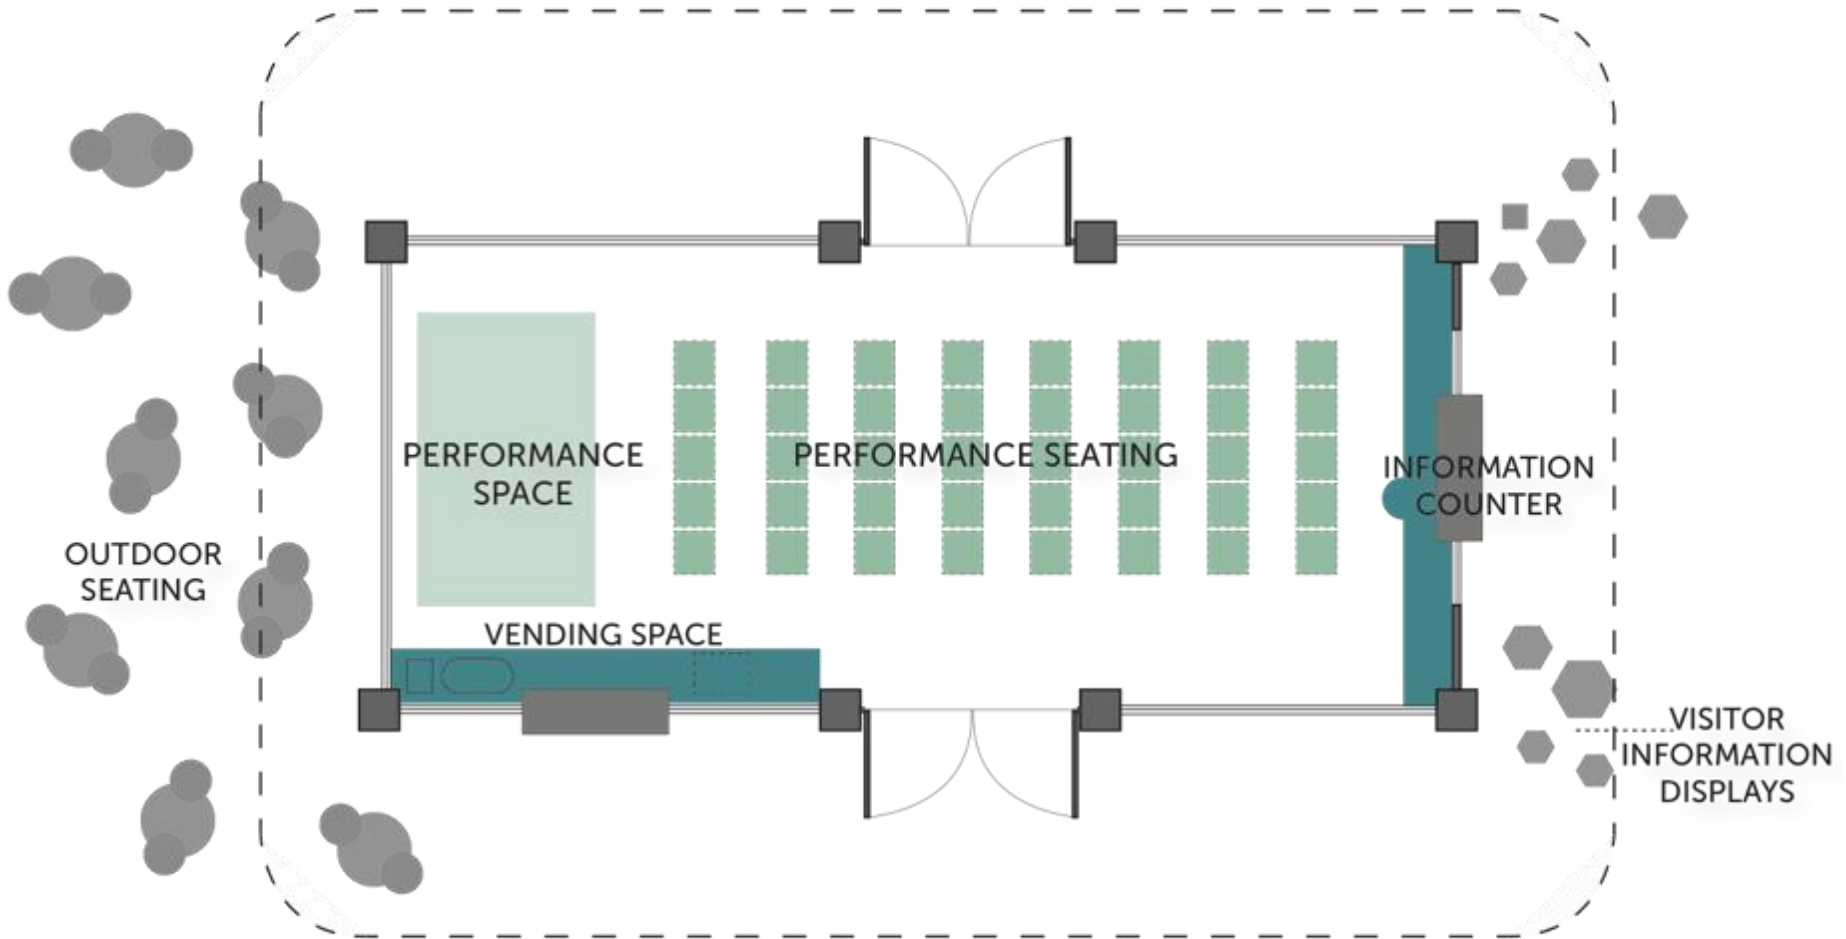 PERFORMANCE
SPACE
PERFORMANCE SEATING
INFORMATION
COUNTER
OUTDOOR
SEATING
VENDING SPACE
VISITOR
INFORMATION
DISPLAYS